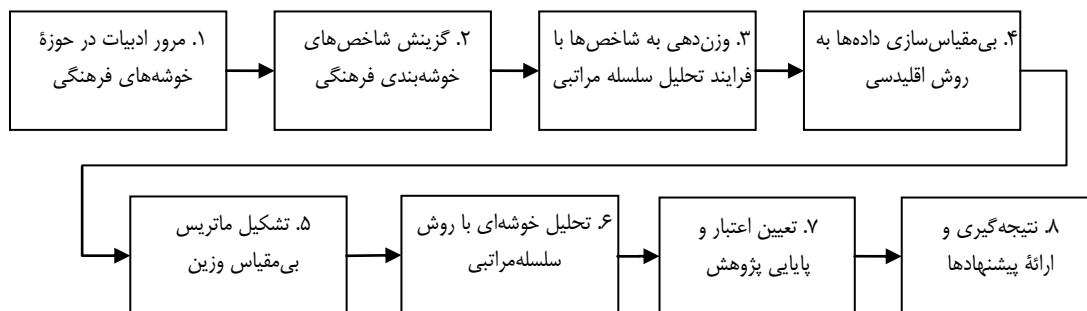 ۱. مرور ادبیات در حوزۀ
خوشه‌های فرهنگی
۲. گزینش شاخص‌های
خوشه‌بندی فرهنگی
۳. وزن‌دهی به شاخص‌ها با
فرایند تحلیل سلسله مراتبی
۴. بی‌مقیاس‌سازی داده‌ها به
روش اقلیدسی
۵. تشکیل ماتریس
بی‌مقیاس وزین
۶. تحلیل خوشه‌ای با روش
سلسله‌مراتبی
۷. تعیین اعتبار و
پایایی پژوهش
۸. نتیجه‌گیری و
ارائۀ پیشنهادها